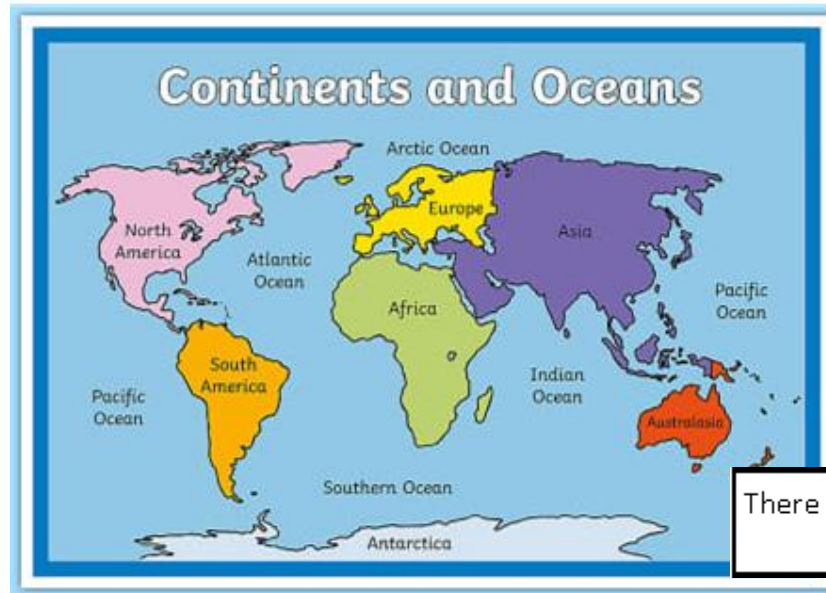 Continents and Oceans
Arctic Ocean
North
America
Europe
Asia
Atlantic
Ocean
Africa
Pacific
Ocean
South
America
Pacific
Ocean
Indian
Ocean
Australasia
Southern Ocean
There
Antarctica